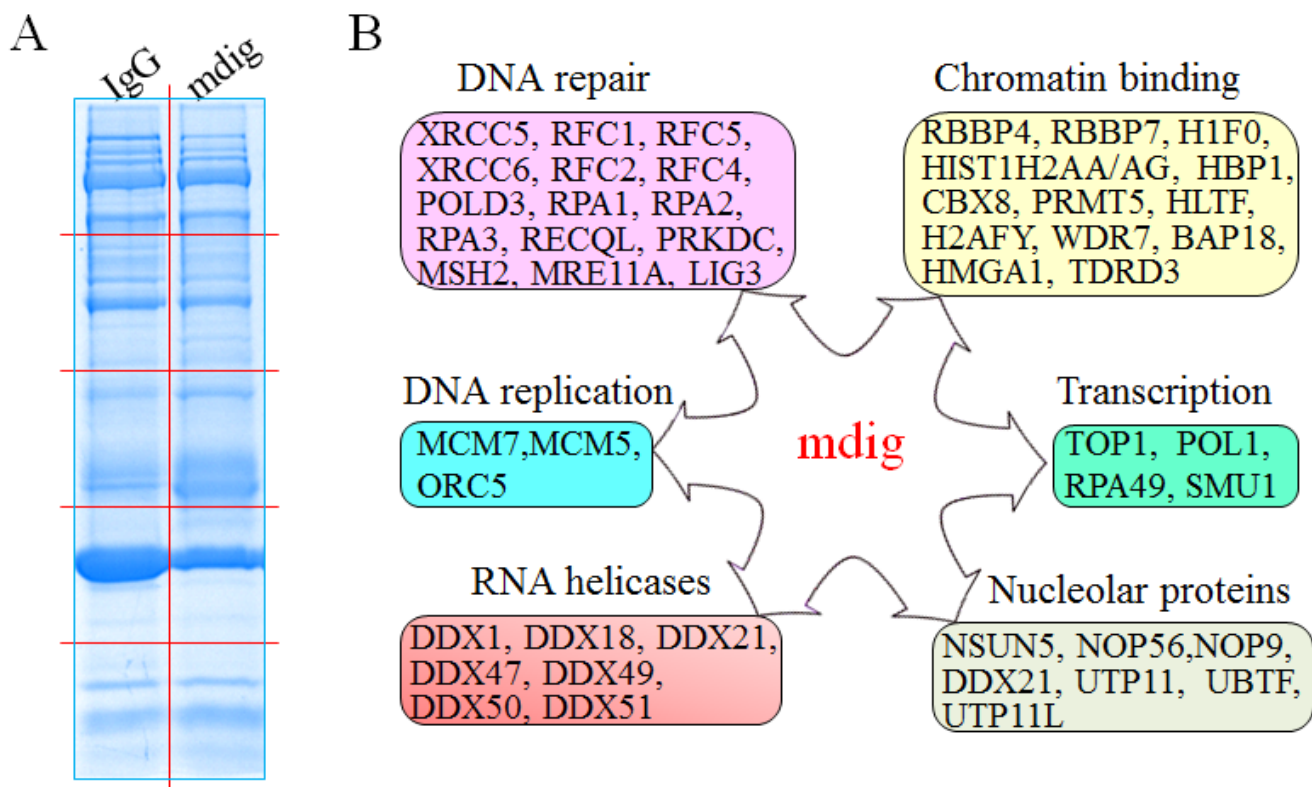 A
IgG
mdig
B
DNA repair
XRCC5, RFC1, RFC5,
XRCC6, RFC2, RFC4,
POLD3, RPA1, RPA2,
RPA3, RECQL, PRKDC,
MSH2, MRE11A, LIG3
Chromatin binding
RBBP4, RBBP7, H1F0,
HIST1H2AA/AG, HBP1,
CBX8, PRMT5, HLTF,
H2AFY, WDR7, BAP18,
HMGA1, TDRD3
DNA replication
MCM7,MCM5,
ORC5
mdig
Transcription
TOP1, POL1,
RPA49, SMU1
RNA helicases
DDX1, DDX18, DDX21,
DDX47, DDX49,
DDX50, DDX51
Nucleolar proteins
NSUN5, NOP56,NOP9,
DDX21, UTP11, UBTF,
UTP11L